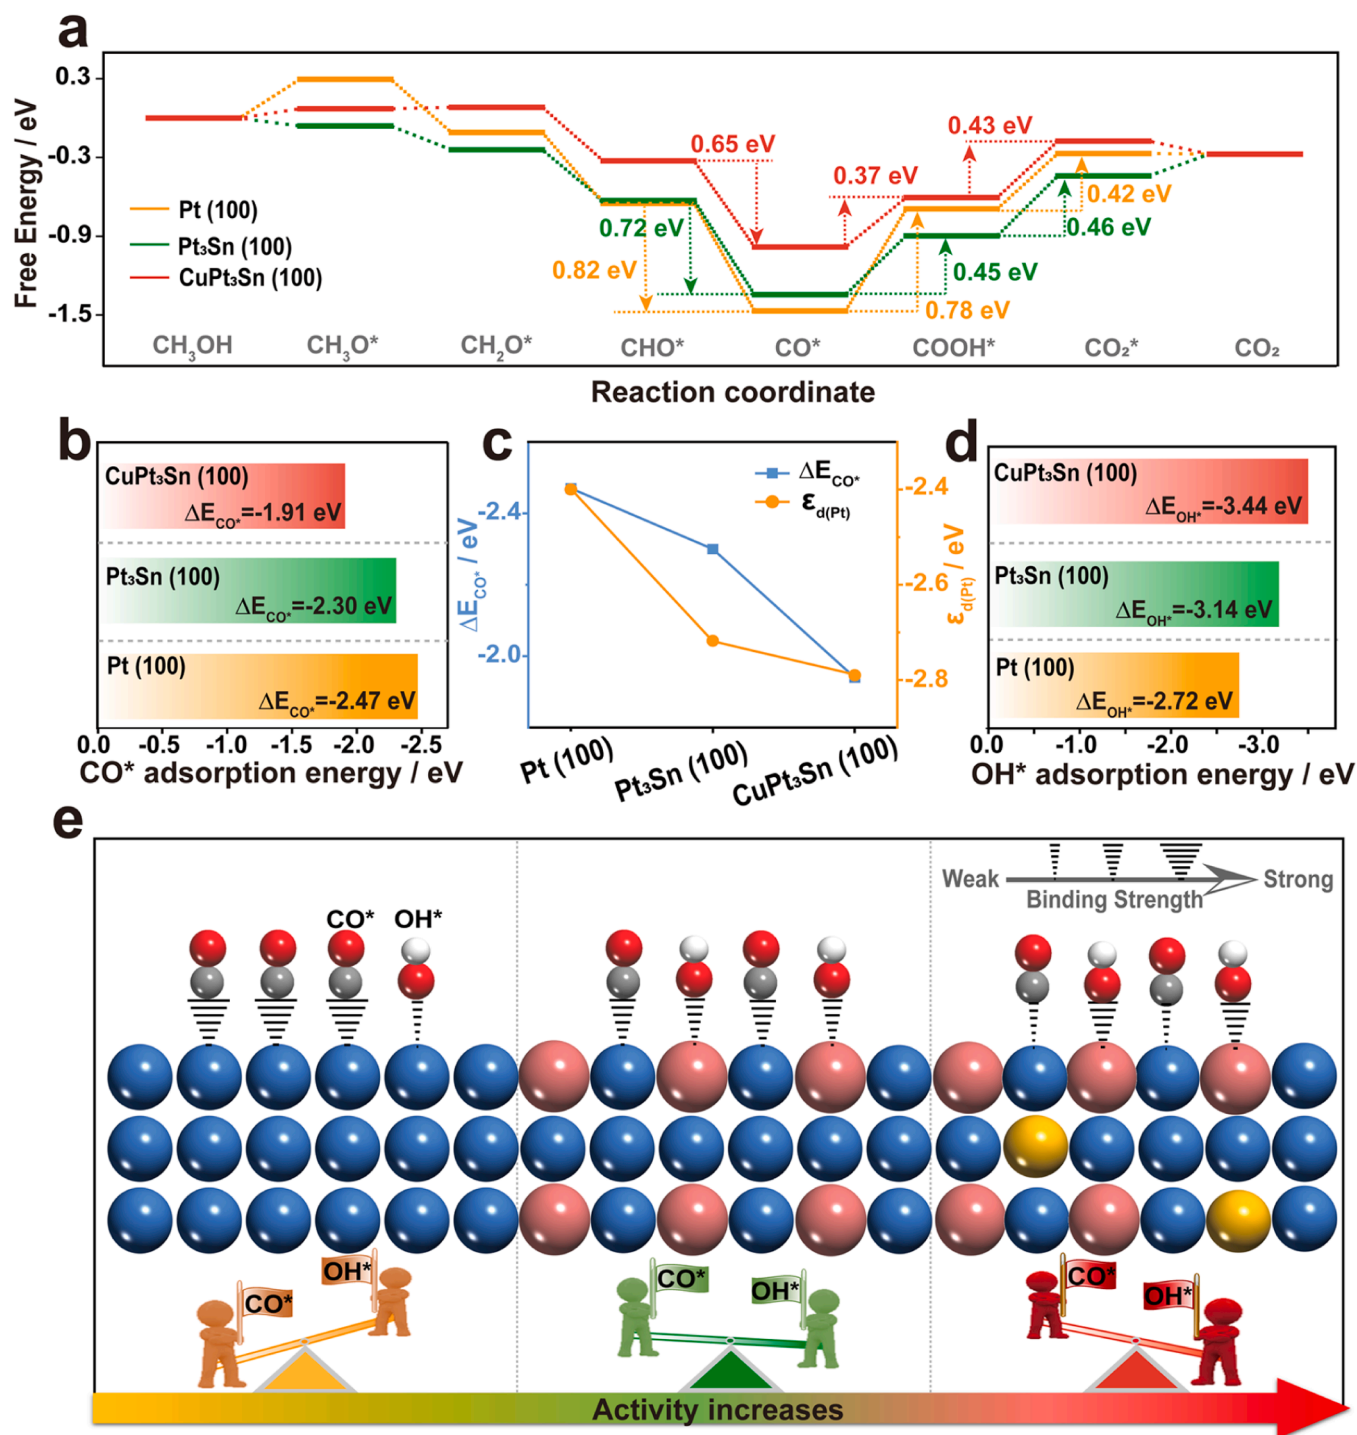 a
Free Energy / eV
0.3
-0.3
-0.9
-1.5
Pt (100)
Pt₃Sn (100)
CuPt₃Sn (100)
0.65 eV
0.37 eV
0.43 eV
0.72 eV
0.82 eV
0.45 eV
0.78 eV
0.46 eV
0.42 eV
CH₃OH CH₃O* CH₂O* CHO* CO* COOH* CO₂* CO₂
Reaction coordinate
b
CuPt₃Sn (100)
ΔE_CO*=-1.91 eV
Pt₃Sn (100)
ΔE_CO*=-2.30 eV
Pt (100)
ΔE_CO*=-2.47 eV
0.0 -0.5 -1.0 -1.5 -2.0 -2.5
CO* adsorption energy / eV
c
ΔE_CO* / eV
-2.4
-2.0
ΔE_CO*
ε_d(Pt)
-2.4
-2.6
-2.8
ε_d(Pt) / eV
Pt (100) Pt₃Sn (100) CuPt₃Sn (100)
d
CuPt₃Sn (100)
ΔE_OH*=-3.44 eV
Pt₃Sn (100)
ΔE_OH*=-3.14 eV
Pt (100)
ΔE_OH*=-2.72 eV
0.0 -1.0 -2.0 -3.0
OH* adsorption energy / eV
e
Weak Strong
Binding Strength
CO* OH*
CO* OH*
CO* OH*
CO* OH*
Activity increases